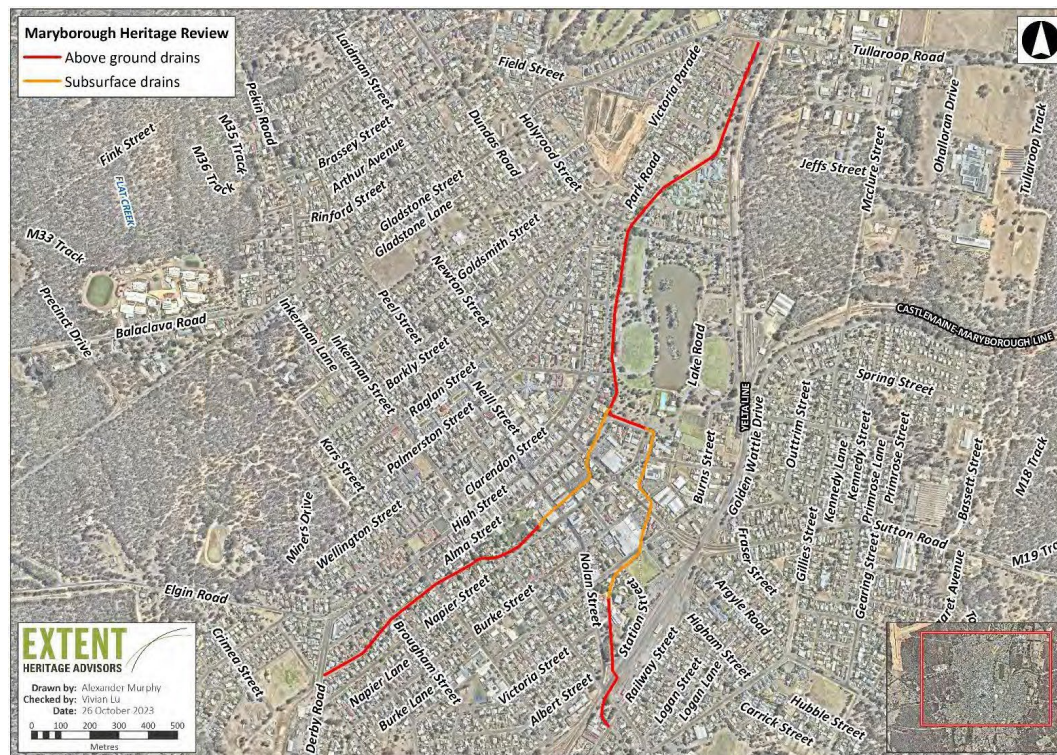 Maryborough Heritage Review
Above ground drains
Subsurface drains
Laidman Street
Field Street
Victoria Parade
Tullaroop Road
Pekin Road
M35 Track
M36 Track
Fink Street
FLAT CREEK
Brassey Street
Arthur Avenue
Rinford Street
Dundas Road
Holyrood Street
Gladstone Street
Gladstone Lane
Park Road
Jeffs Street
Mcclure Street
Ohalloran Drive
Tullaroop Track
M33 Track
Precinct Drive
Balaclava Road
Goldsmith Street
Newton Street
Peel Street
Inkerman Lane
Inkerman Street
Barkly Street
Raglan Street
Neill Street
Palmerston Street
Lake Road
CASTLEMAINE-MARYBOROUGH LINE
YELTA LINE
Spring Street
Golden Wattle Drive
Outtrim Street
Kennedy Lane
Kennedy Street
Primrose Lane
Primrose Street
Bassett Street
M18 Track
Kars Street
Clarendon Street
High Street
Alma Street
Wellington Street
Miners Drive
Burns Street
Sutton Road
M19 Tra
Elgin Road
Crimea Street
Napier Street
Burke Street
Nolan Street
Station Street
Fraser Street
Argyle Road
Gillies Street
Gearing Street
aret Avenue
oy
Higham Street
Brougham Street
Napier Lane
Burke Lane
Victoria Street
Albert Street
Railway Street
Logan Street
Logan Lane
Carrick Street
Hubble Street
Derby Road
EXTENT
HERITAGE ADVISORS
Drawn by: Alexander Murphy
Checked by: Vivian Lu
Date: 26 October 2023
0 100 200 300 400 500
Metres